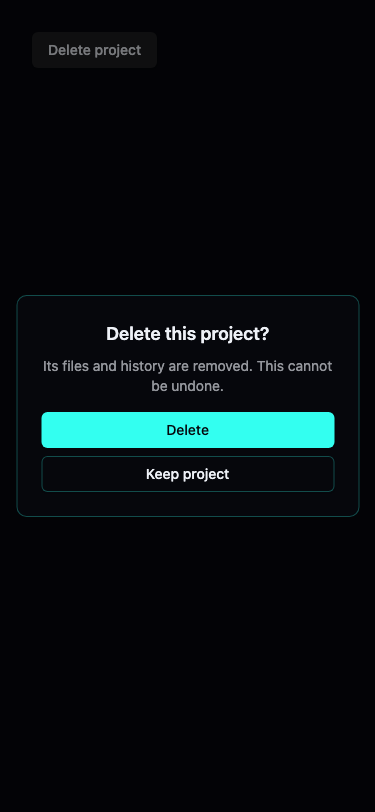 Delete project
Delete this project?
Its files and history are removed. This cannot
be undone.
Delete
Keep project